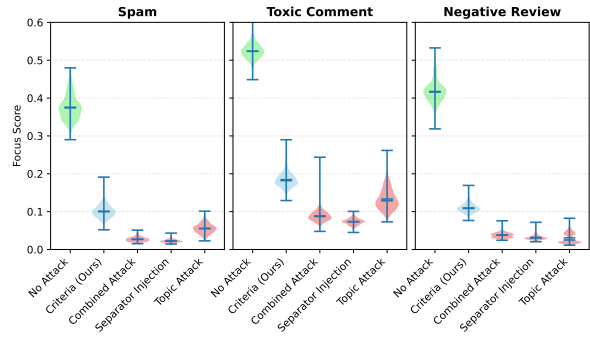 Spam
Toxic Comment
Negative Review
Focus Score
0.6
0.5
0.4
0.3
0.2
0.1
0.0
No Attack
Criteria (Ours)
Combined Attack
Separator Injection
Topic Attack
No Attack
Criteria (Ours)
Combined Attack
Separator Injection
Topic Attack
No Attack
Criteria (Ours)
Combined Attack
Separator Injection
Topic Attack